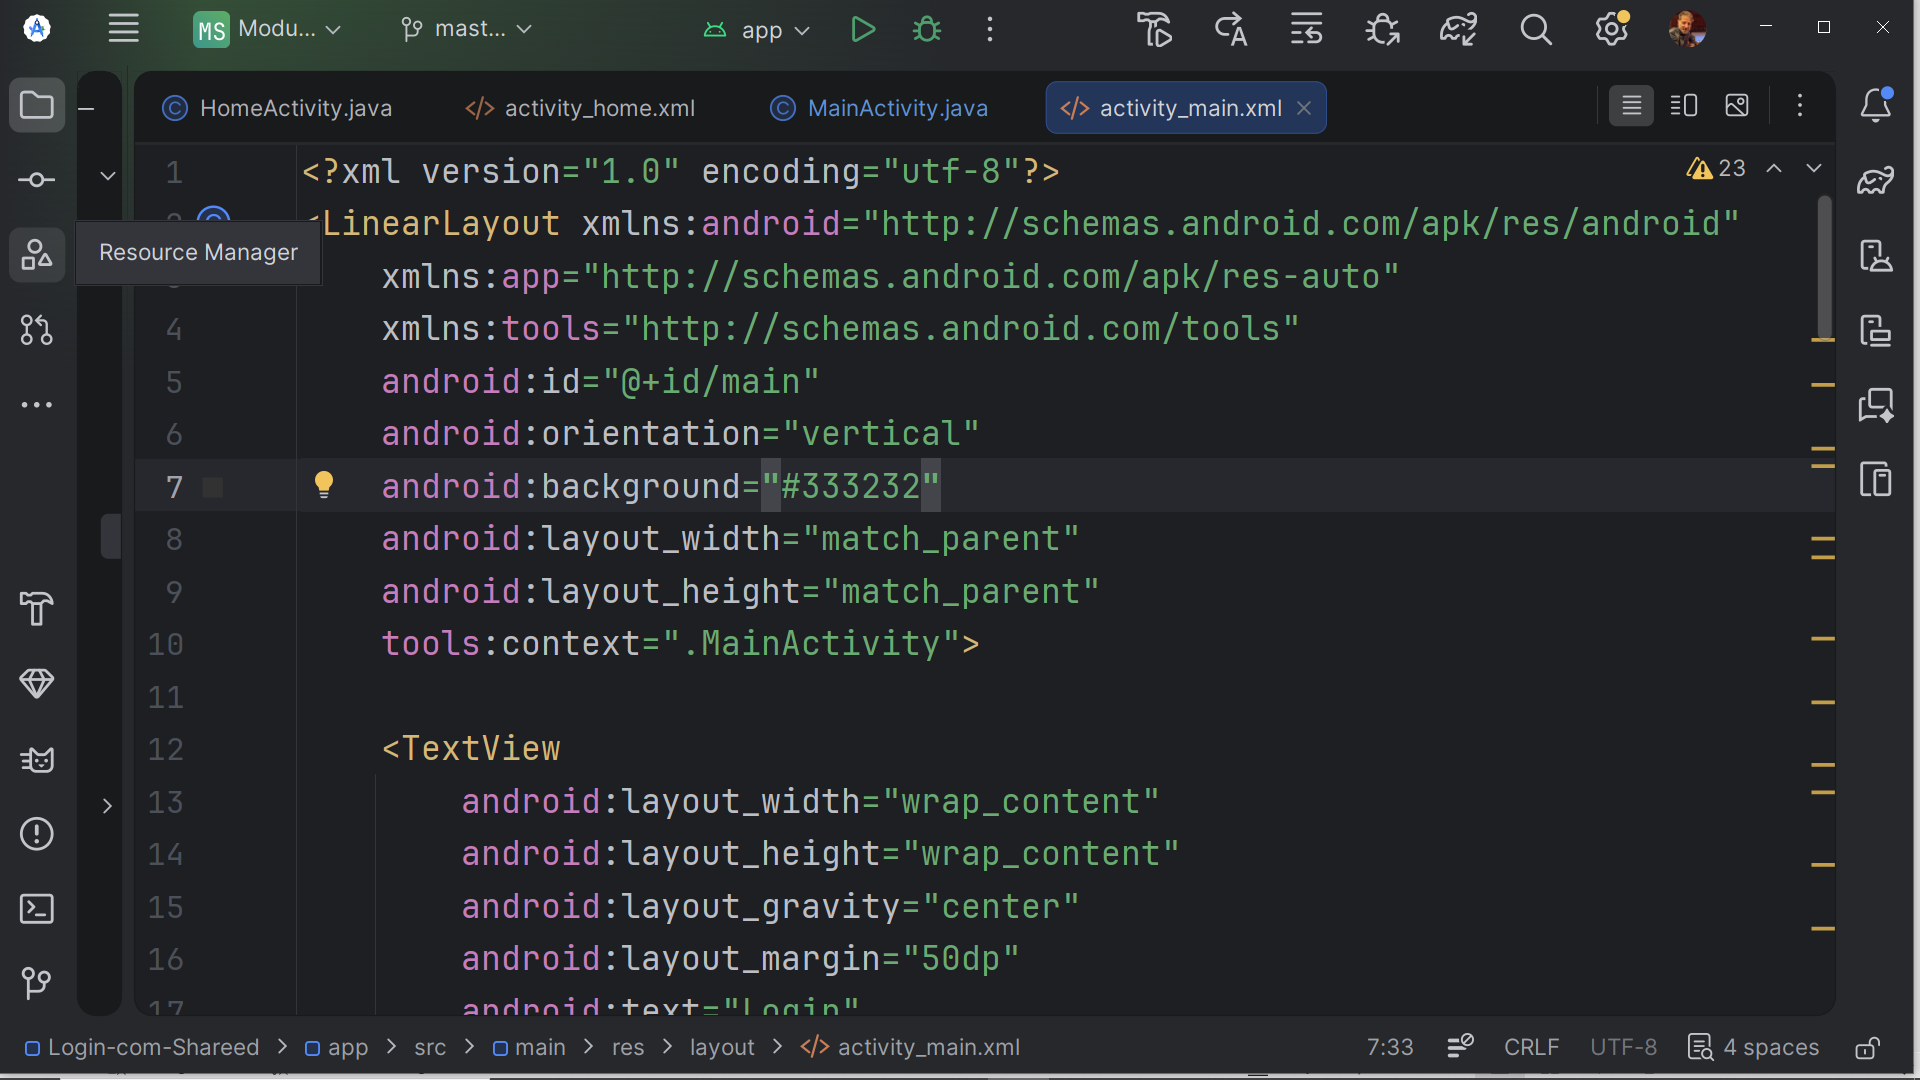 MS Modu... mast... app
HomeActivity.java activity_home.xml MainActivity.java activity_main.xml
23
1 <?xml version="1.0" encoding="utf-8"?>
<LinearLayout xmlns:android="http://schemas.android.com/apk/res/android"
Resource Manager
xmlns:app="http://schemas.android.com/apk/res-auto"
4 xmlns:tools="http://schemas.android.com/tools"
5 android:id="@+id/main"
6 android:orientation="vertical"
7 android:background="#333232"
8 android:layout_width="match_parent"
9 android:layout_height="match_parent"
10 tools:context=".MainActivity">
11
12 <TextView
13 android:layout_width="wrap_content"
14 android:layout_height="wrap_content"
15 android:layout_gravity="center"
16 android:layout_margin="50dp"
17 android:text="Login"
Login-com-Shareed > app > src > main > res > layout > activity_main.xml 7:33 CRLF UTF-8 4 spaces